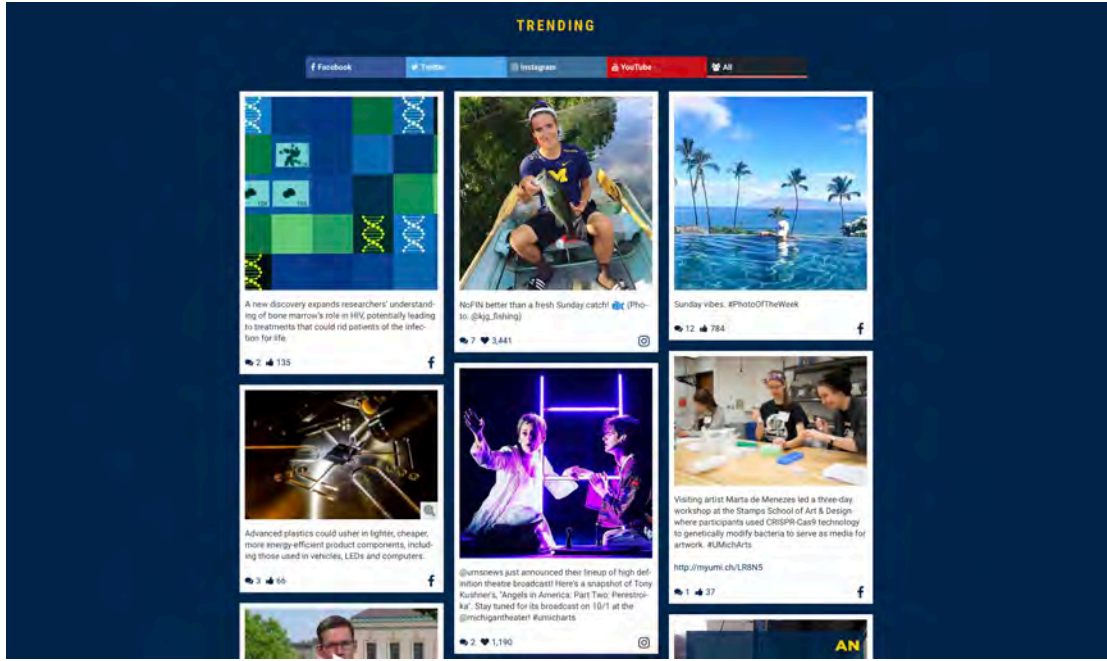 TRENDING
Facebook
Twitter
Instagram
YouTube
All
A new discovery expands researchers' understand-
ing of bone marrow's role in HIV, potentially leading
to treatments that could rid patients of the infec-
tion for life.
2 135
Advanced plastics could usher in lighter, cheaper,
more energy-efficient product components, includ-
ing those used in vehicles, LEDs and computers.
3 66
M
NoFIN better than a fresh Sunday catch! (Pho-
to: @kjg_fishing)
7 3,441
@umsnews just announced their lineup of high def-
inition theatre broadcast! Here's a snapshot of Tony
Kushner's, "Angels in America: Part Two: Perestroi-
ka". Stay tuned for its broadcast on 10/1 at the
@michigantheater! #umicharts
2 1,190
Sunday vibes. #PhotoOfTheWeek
12 784
Visiting artist Marta de Menezes led a three-day
workshop at the Stamps School of Art & Design
where participants used CRISPR-Cas9 technology
to genetically modify bacteria to serve as media for
artwork. #UMichArts
http://myumi.ch/LR8N5
1 37
AN